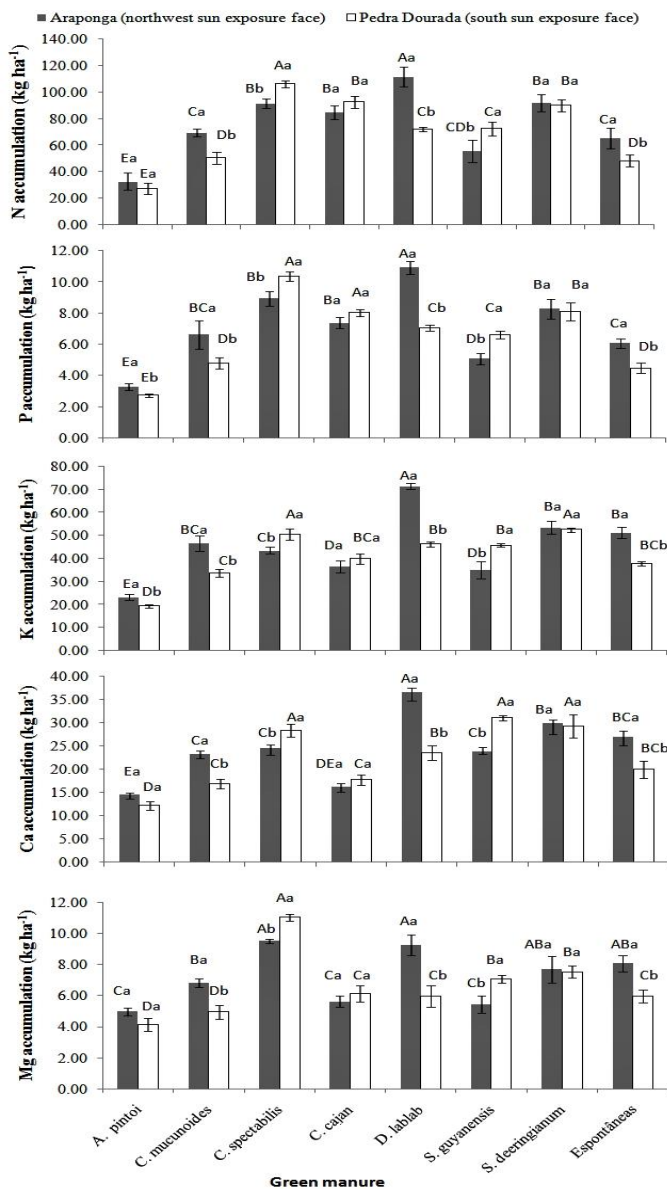 Araponga (northwest sun exposure face) Pedra Dourada (south sun exposure face)
N accumulation (kg ha-1)
140.00
120.00
100.00
80.00
60.00
40.00
20.00
0.00
Ea Ea
Ca Db
Bb Aa
Ba Ba
Aa Cb
CDb Ca
Ba Ba
Ca Db
P accumulation (kg ha-1)
12.00
10.00
8.00
6.00
4.00
2.00
0.00
Ea Eb
BCa Db
Bb Aa
Ba Aa
Aa Cb
Db Ca
Ba Ba
Ca Db
K accumulation (kg ha-1)
80.00
70.00
60.00
50.00
40.00
30.00
20.00
10.00
0.00
Ea Db
BCa Cb
Cb Aa
Da BCa
Aa Bb
Db Ba
Ba Aa
Ba BCb
Ca accumulation (kg ha-1)
40.00
35.00
30.00
25.00
20.00
15.00
10.00
5.00
0.00
Ea Da
Ca Cb
Cb Aa
DEa Ca
Aa Bb
Cb Aa
Ba Aa
BCa BCb
Mg accumulation (kg ha-1)
12.00
10.00
8.00
6.00
4.00
2.00
0.00
Ca Da
Ba Db
Ab Aa
Ca Ca
Aa Cb
Cb Ba
ABa Ba
ABa Cb
A. pintoi
C. mucunoides
C. spectabilis
C. cajan
D. lablab
S. guyanensis
S. deeringianum
Espontâneas
Green manure